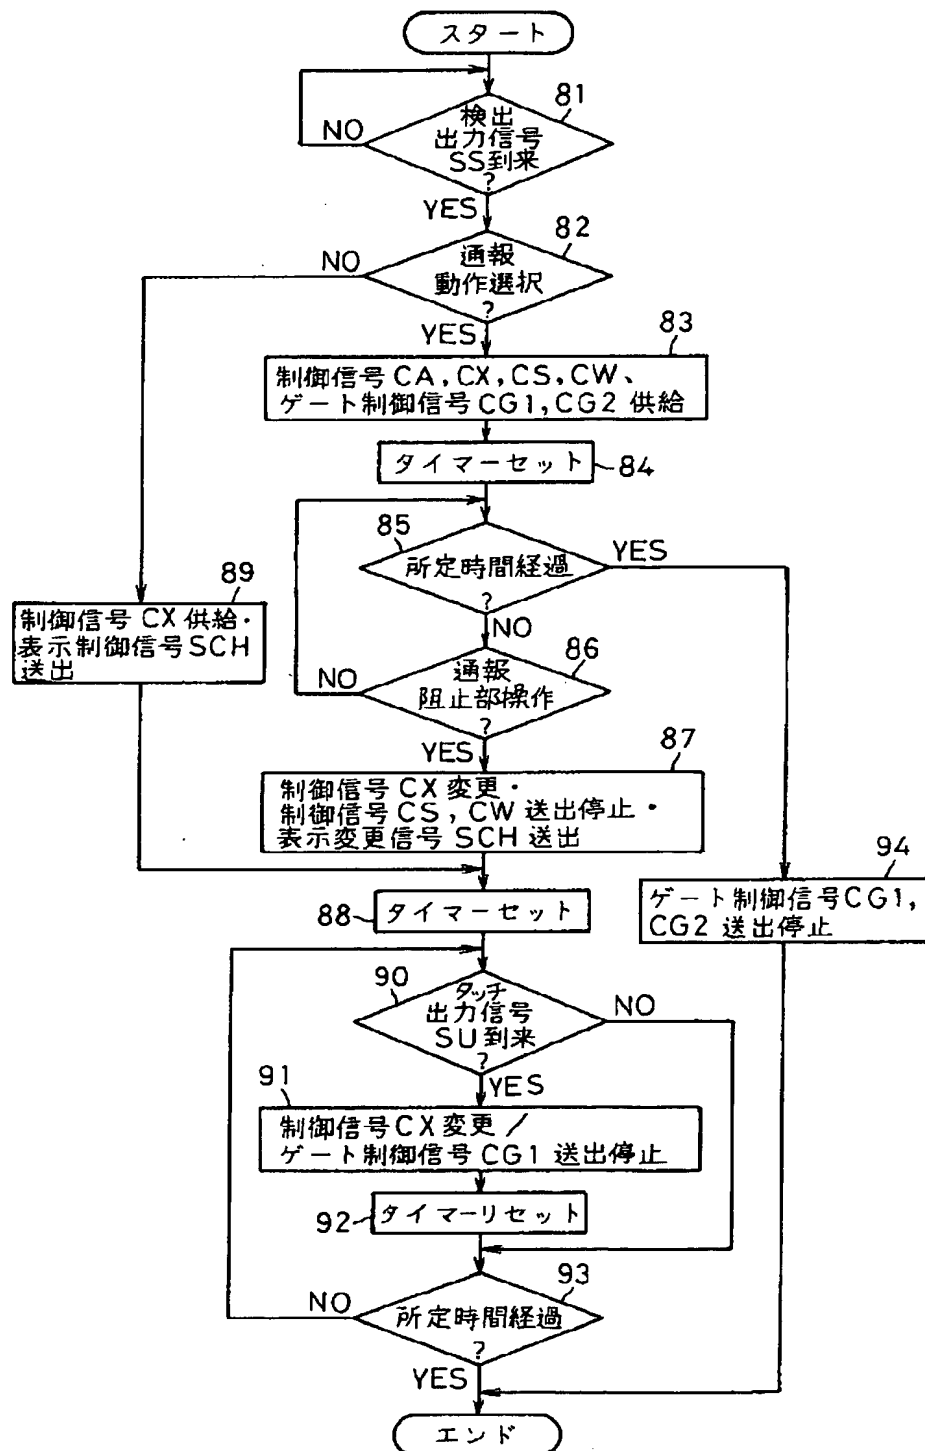 スタート
81
検出
出力信号
SS到来
?
NO
YES
82
通報
動作選択
?
NO
YES
83
制御信号 CA, CX, CS, CW、
ゲート制御信号 CG1, CG2 供給
タイマーセット
84
85
所定時間経過
?
YES
NO
86
通報
阻止部操作
?
NO
YES
89
制御信号 CX 供給・
表示制御信号 SCH
送出
87
制御信号 CX 変更・
制御信号 CS, CW 送出停止・
表示変更信号 SCH 送出
88
タイマーセット
94
ゲート制御信号 CG1,
CG2 送出停止
90
タッチ
出力信号
SU到来
?
NO
YES
91
制御信号 CX 変更/
ゲート制御信号 CG1 送出停止
92
タイマーリセット
93
所定時間経過
?
NO
YES
エンド